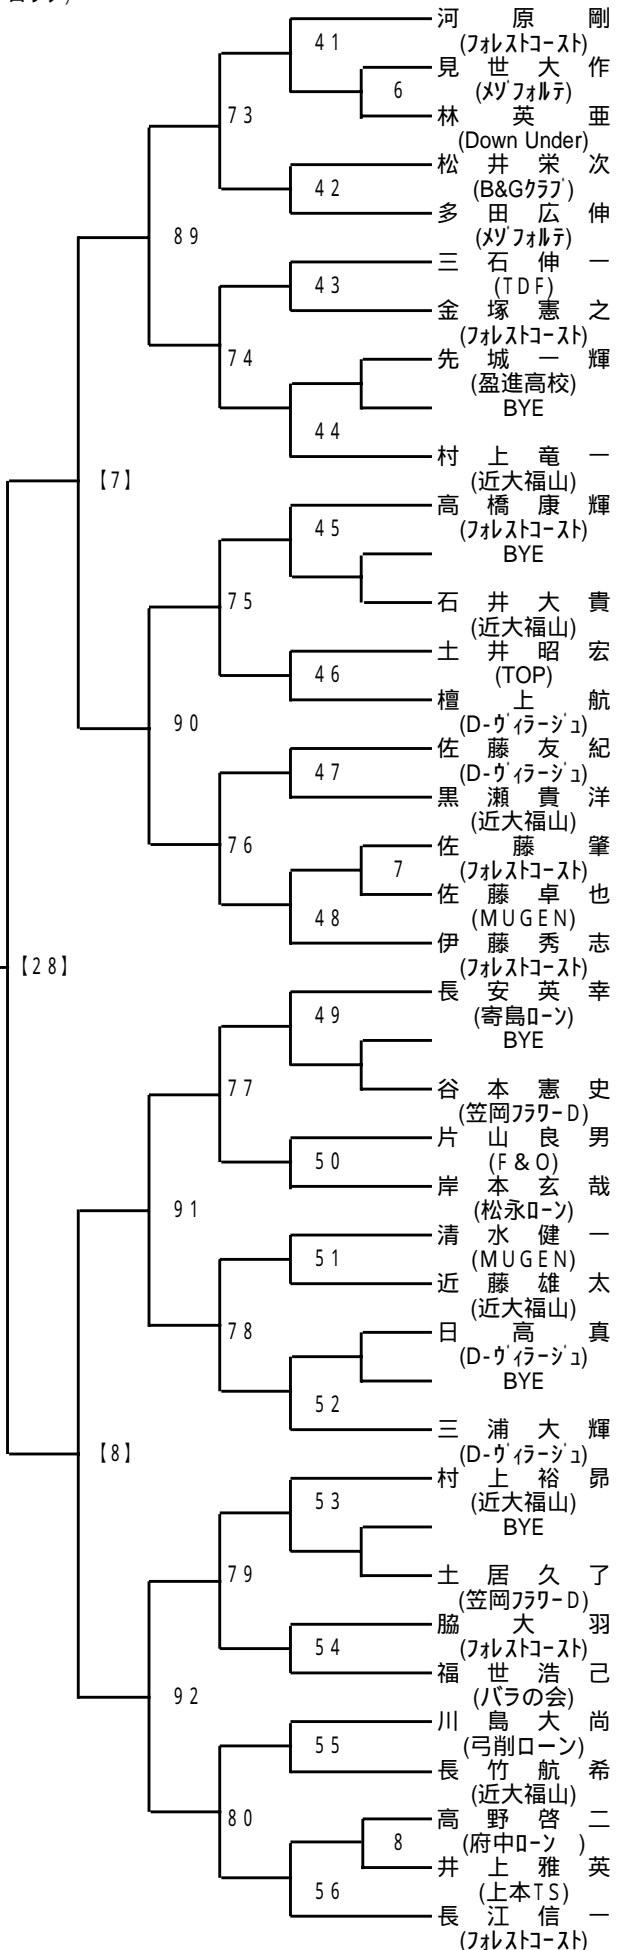 河原剛
41
(フォレストコースト)
見世大作
6
(メゾフォルテ)
73
林英亜
(Down Under)
松井栄次
42
(B&Gクラブ)
多田広伸
89
(メゾフォルテ)
三石伸一
43
(TDF)
金塚憲之
(フォレストコースト)
74
先城一輝
(盈進高校)
BYE
44
村上竜一
【7】
(近大福山)
高橋康輝
45
(フォレストコースト)
BYE
75
石井大貴
(近大福山)
土井昭宏
46
(TOP)
檀上航
90
(D-ヴィラージュ)
佐藤友紀
47
(D-ヴィラージュ)
黒瀬貴洋
(近大福山)
76
佐藤肇
7
(フォレストコースト)
佐藤卓也
48
(MUGEN)
伊藤秀志
【28】
(フォレストコースト)
長安英幸
49
(寄島ローン)
BYE
77
谷本憲史
(笠岡フラワーD)
片山良男
50
(F&O)
岸本玄哉
91
(松永ローン)
清水健一
51
(MUGEN)
近藤雄太
(近大福山)
78
日高真
(D-ヴィラージュ)
BYE
52
三浦大輝
【8】
(D-ヴィラージュ)
村上裕昴
53
(近大福山)
BYE
79
土居久了
(笠岡フラワーD)
脇大羽
54
(フォレストコースト)
福世浩己
92
(バラの会)
川島大尚
55
(弓削ローン)
長竹航希
(近大福山)
80
高野啓二
8
(府中ローン )
井上雅英
56
(上本TS)
長江信一
(フォレストコースト)